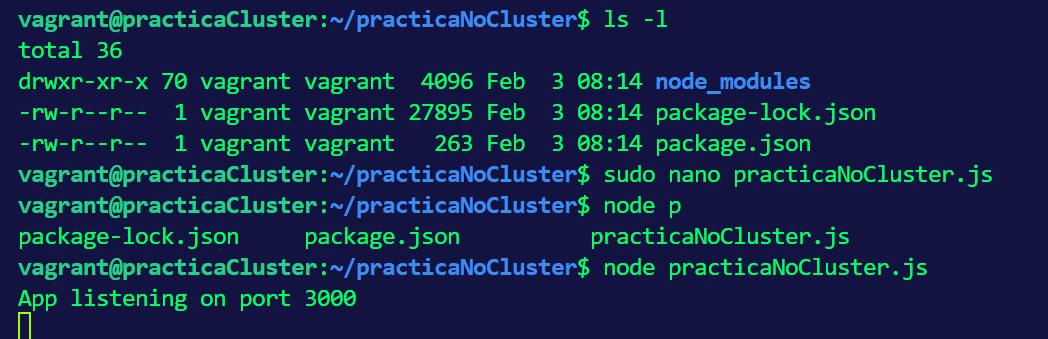 vagrant@practicaCluster:~/practicaNoCluster$ ls -l
total 36
drwxr-xr-x 70 vagrant vagrant  4096 Feb  3 08:14 node_modules
-rw-r--r--  1 vagrant vagrant 27895 Feb  3 08:14 package-lock.json
-rw-r--r--  1 vagrant vagrant   263 Feb  3 08:14 package.json
vagrant@practicaCluster:~/practicaNoCluster$ sudo nano practicaNoCluster.js
vagrant@practicaCluster:~/practicaNoCluster$ node p
package-lock.json     package.json          practicaNoCluster.js
vagrant@practicaCluster:~/practicaNoCluster$ node practicaNoCluster.js
App listening on port 3000